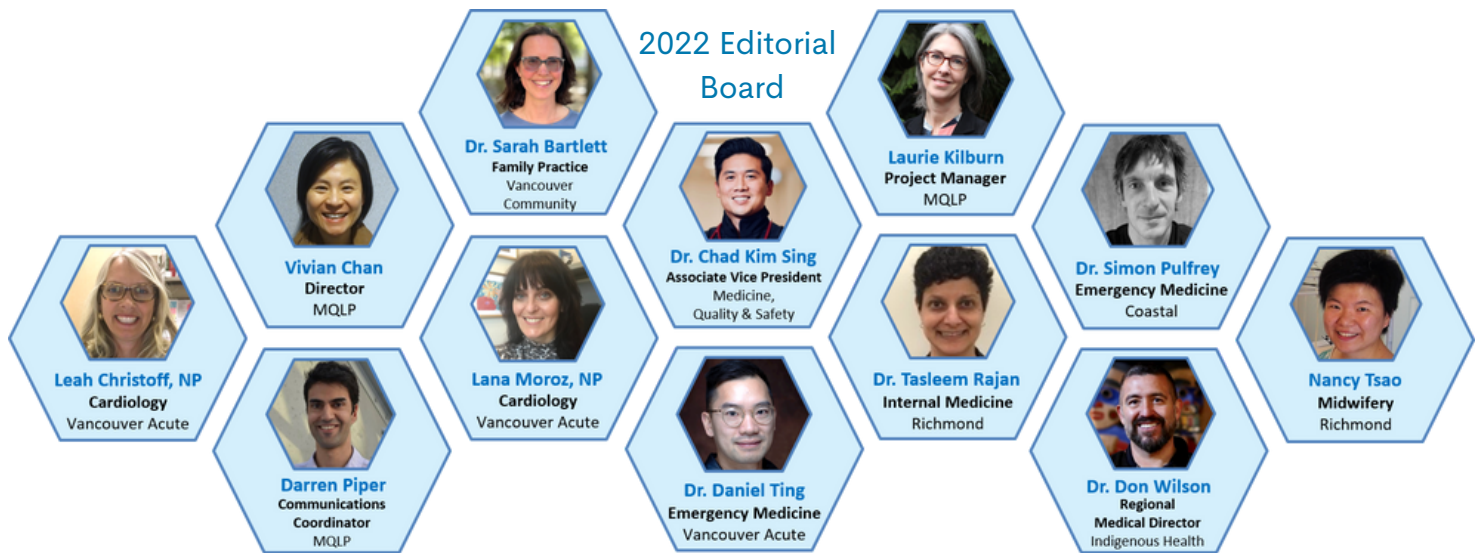 2022 Editorial
Board
Dr. Sarah Bartlett
Family Practice
Vancouver
Community
Laurie Kilburn
Project Manager
MQLP
Vivian Chan
Director
MQLP
Dr. Chad Kim Sing
Associate Vice President
Medicine,
Quality & Safety
Dr. Simon Pulfrey
Emergency Medicine
Coastal
Leah Christoff, NP
Cardiology
Vancouver Acute
Lana Moroz, NP
Cardiology
Vancouver Acute
Dr. Tasleem Rajan
Internal Medicine
Richmond
Nancy Tsao
Midwifery
Richmond
Darren Piper
Communications
Coordinator
MQLP
Dr. Daniel Ting
Emergency Medicine
Vancouver Acute
Dr. Don Wilson
Regional
Medical Director
Indigenous Health